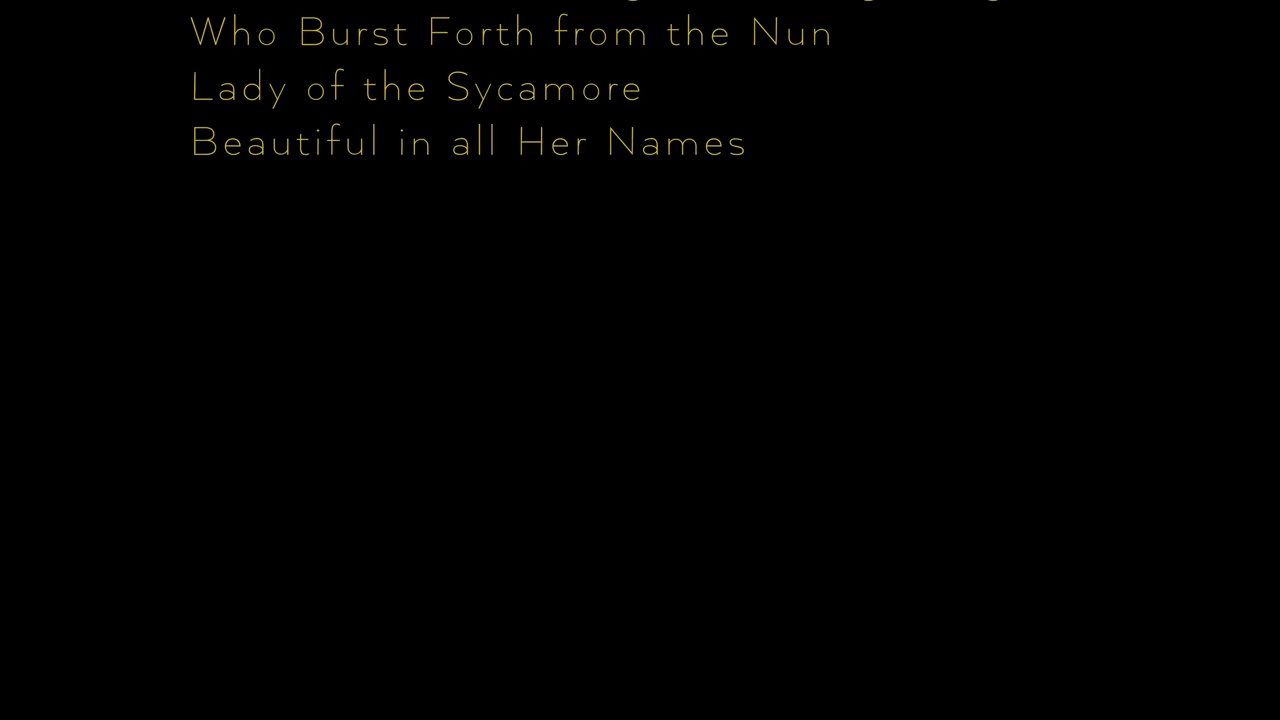 Who Burst Forth from the Nun
Lady of the Sycamore
Beautiful in all Her Names